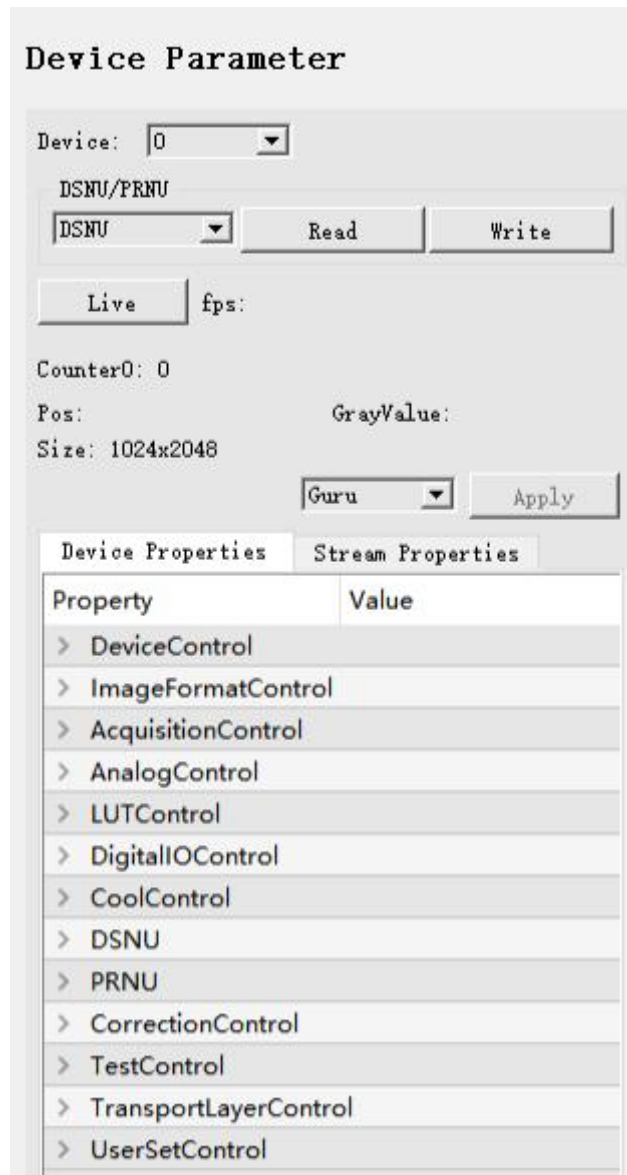 Device Parameter
Device: 0
DSNU/PRNU
DSNU Read Write
Live fps:
Counter0: 0
Pos: GrayValue:
Size: 1024x2048
Guru Apply
Device Properties Stream Properties
Property Value
DeviceControl
ImageFormatControl
AcquisitionControl
AnalogControl
LUTControl
DigitalIOControl
CoolControl
DSNU
PRNU
CorrectionControl
TestControl
TransportLayerControl
UserSetControl